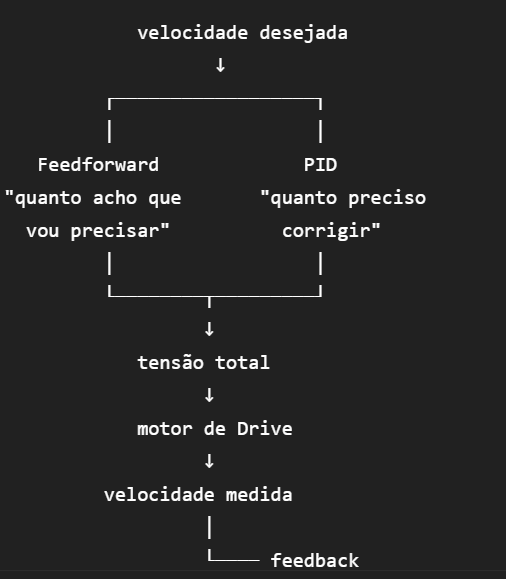 velocidade desejada
↓
Feedforward PID
"quanto acho que "quanto preciso
vou precisar" corrigir"
↓
tensão total
↓
motor de Drive
↓
velocidade medida
feedback